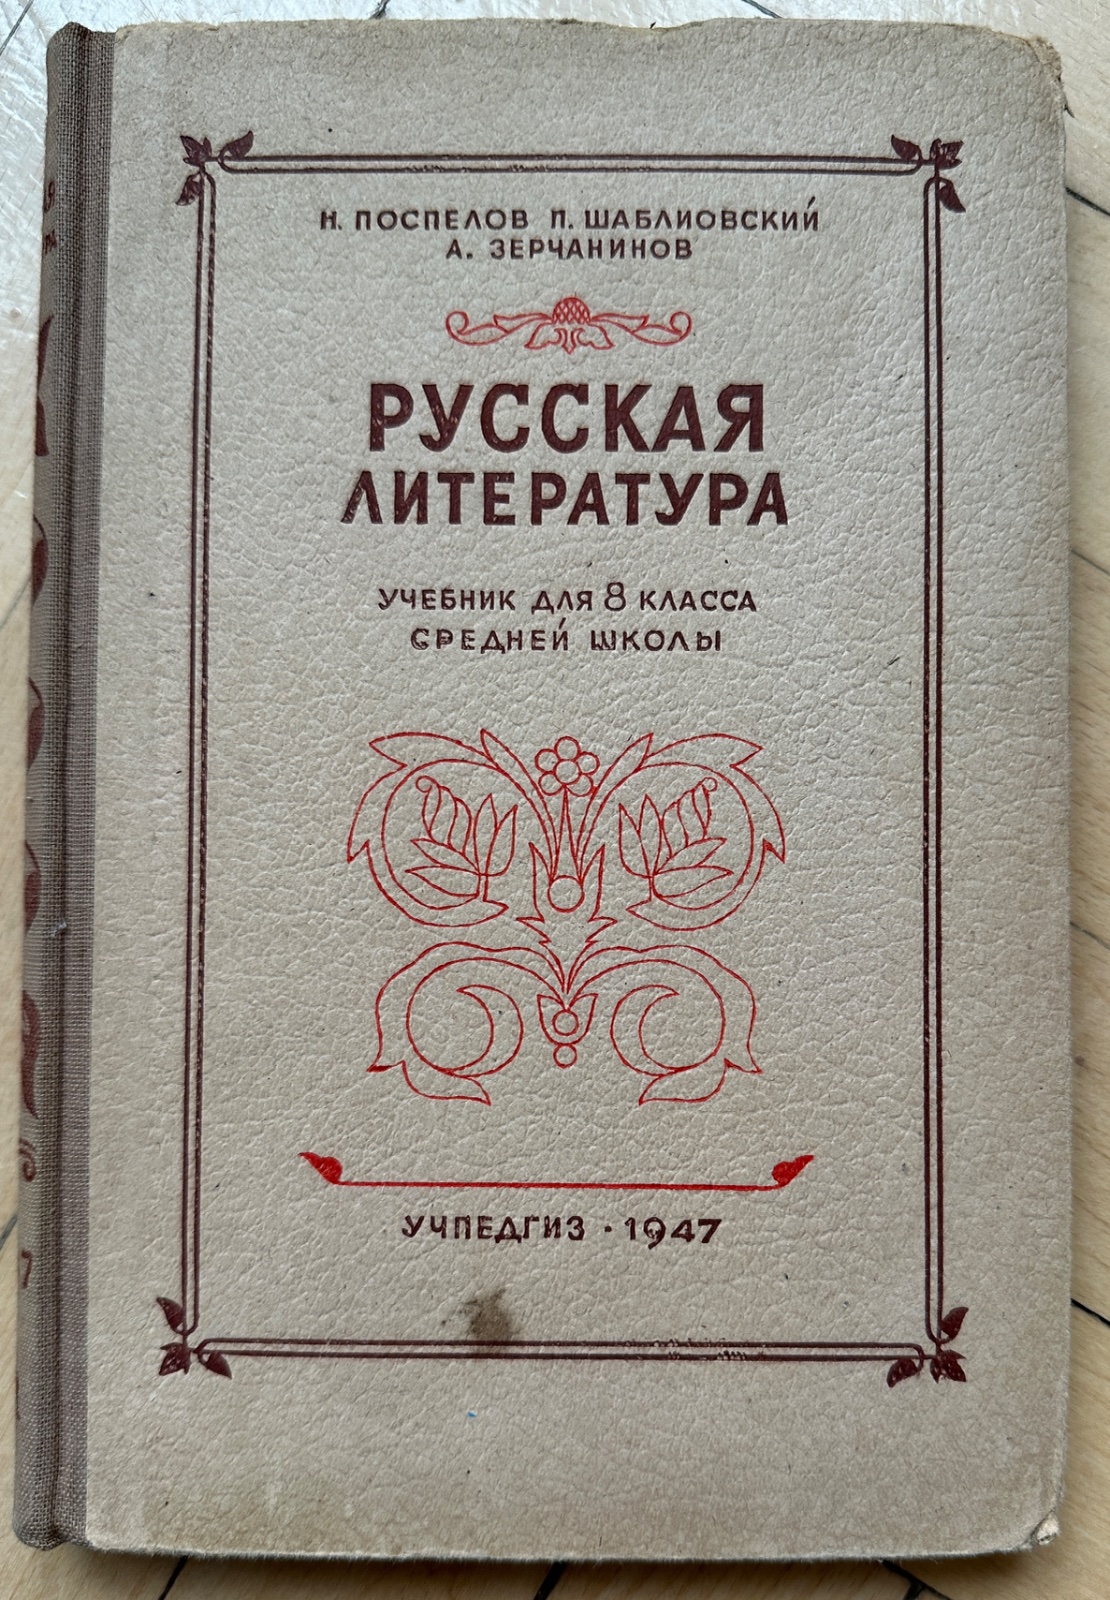 Н. ПОСПЕЛОВ П. ШАБЛИОВСКИЙ
А. ЗЕРЧАНИНОВ
РУССКАЯ
ЛИТЕРАТУРА
УЧЕБНИК ДЛЯ 8 КЛАССА
СРЕДНЕЙ ШКОЛЫ
УЧПЕДГИЗ · 1947